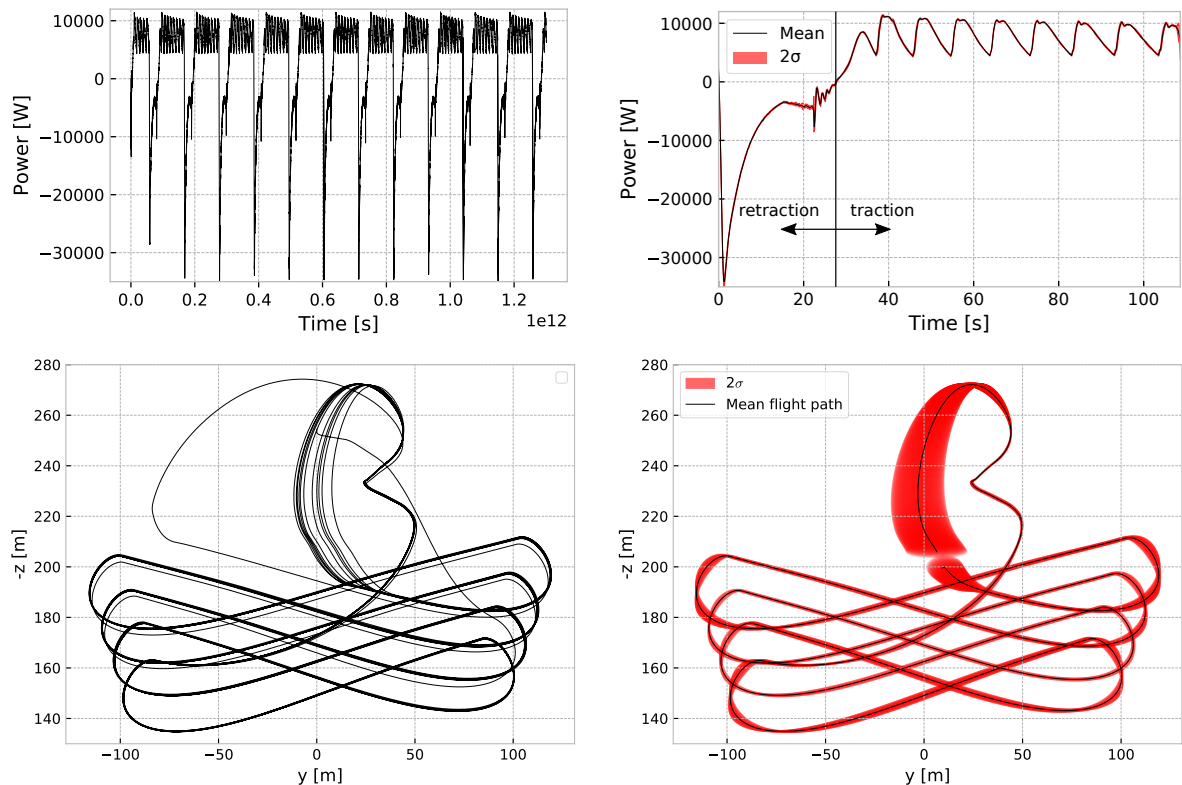 10000
0
−10000
−20000
−30000
Power [W]
0.0 0.2 0.4 0.6 0.8 1.0 1.2
1e12
Time [s]
Mean
2σ
10000
0
−10000
−20000
−30000
Power [W]
retraction traction
0 20 40 60 80 100
Time [s]
280
260
240
220
200
180
160
140
-z [m]
−100 −50 0 50 100
y [m]
2σ
Mean flight path
280
260
240
220
200
180
160
140
-z [m]
−100 −50 0 50 100
y [m]